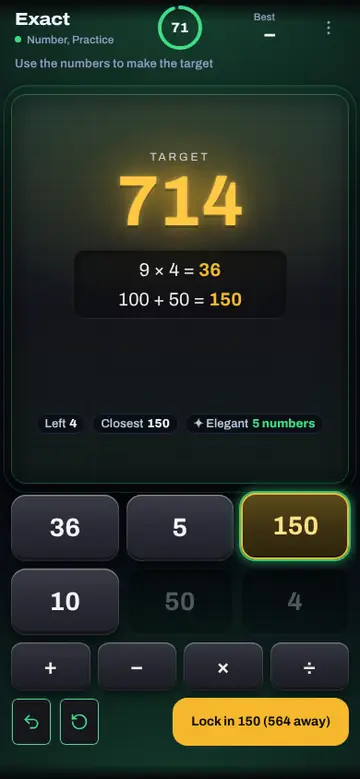 Exact
71
Best
–
Number, Practice
Use the numbers to make the target
TARGET
714
9 × 4 = 36
100 + 50 = 150
Left 4
Closest 150
✦ Elegant 5 numbers
36
5
150
10
50
4
+
−
×
÷
Lock in 150 (564 away)